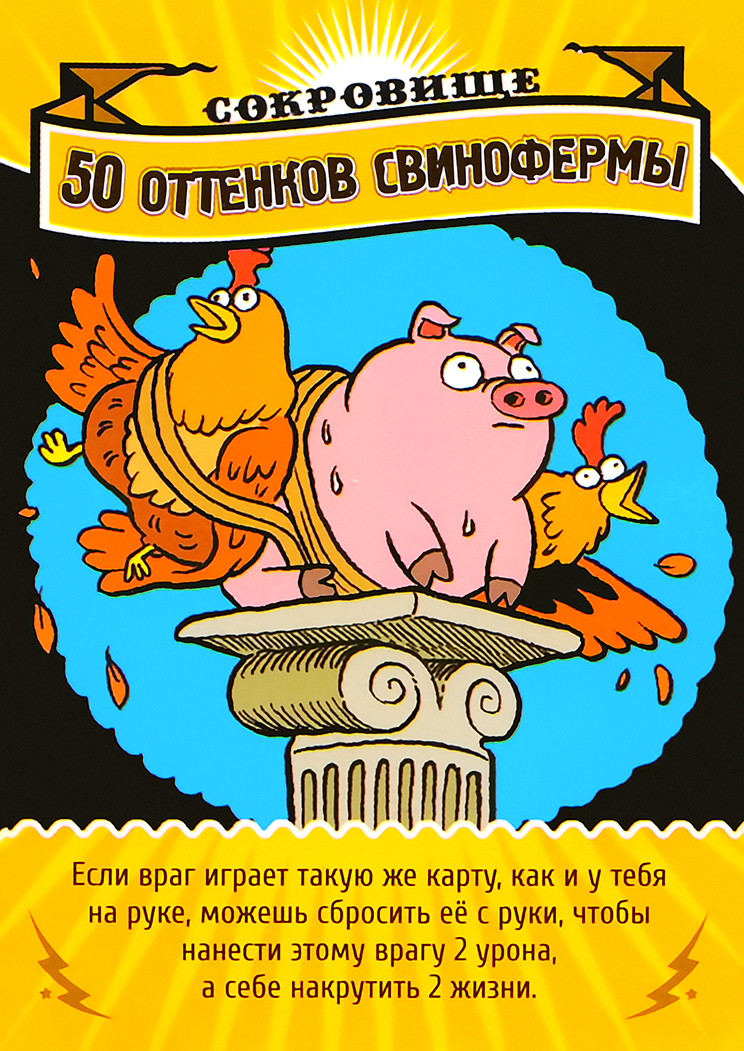 СОКРОВИЩЕ
50 ОТТЕНКОВ СВИНОФЕРМЫ
Если враг играет такую же карту, как и у тебя
на руке, можешь сбросить её с руки, чтобы
нанести этому врагу 2 урона,
а себе накрутить 2 жизни.